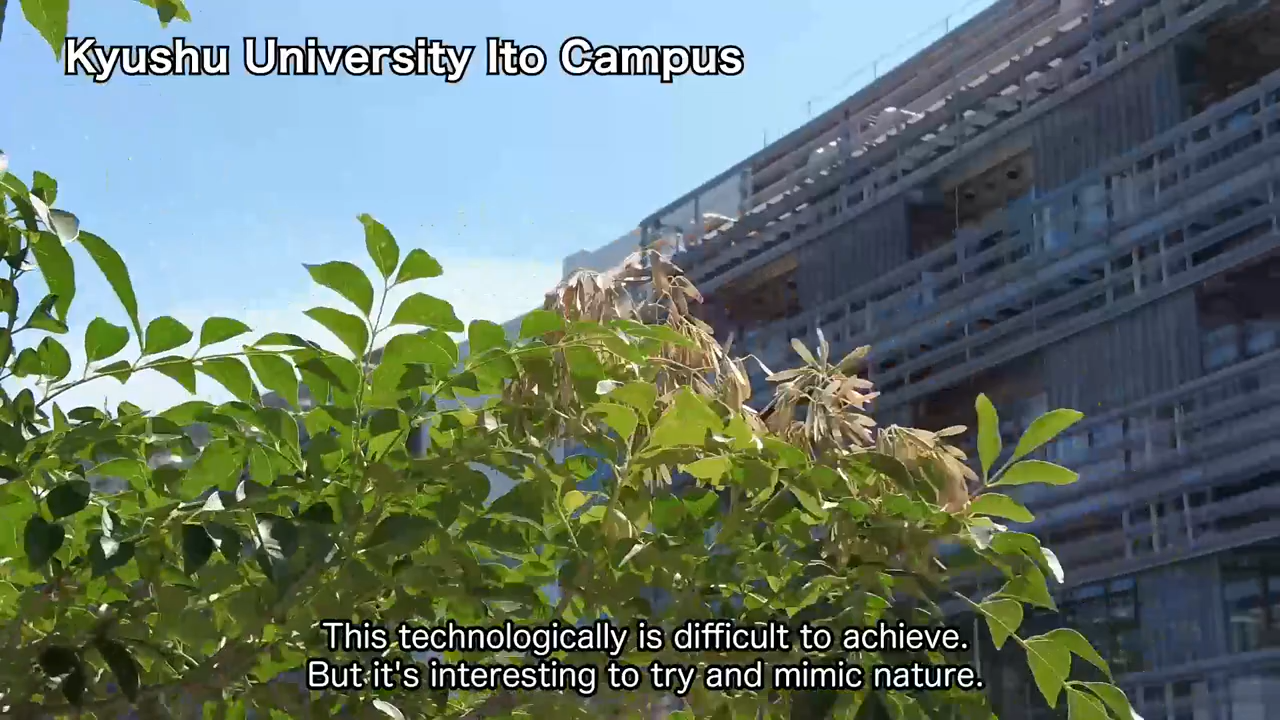 Kyushu University Ito Campus
This technologically is difficult to achieve.
But it's interesting to try and mimic nature.